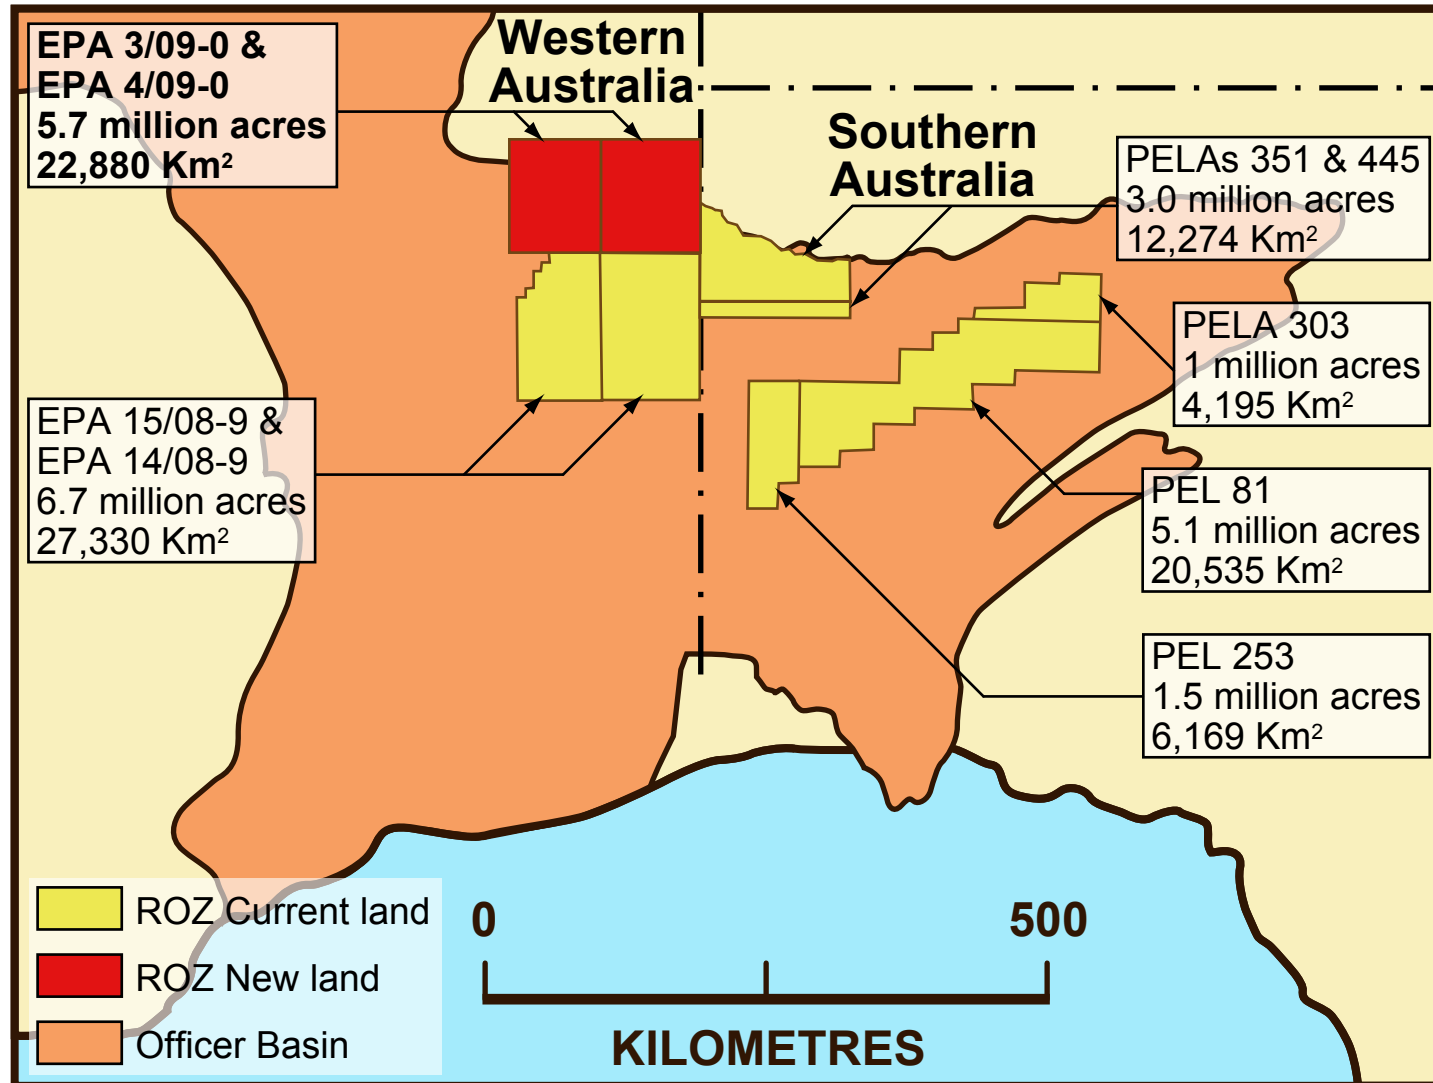 EPA 3/09-0 &
EPA 4/09-0
5.7 million acres
22,880 Km²
Western
Australia
Southern
Australia
PELAs 351 & 445
3.0 million acres
12,274 Km²
PELA 303
1 million acres
4,195 Km²
EPA 15/08-9 &
EPA 14/08-9
6.7 million acres
27,330 Km²
PEL 81
5.1 million acres
20,535 Km²
PEL 253
1.5 million acres
6,169 Km²
ROZ Current land
ROZ New land
Officer Basin
0 500
KILOMETRES